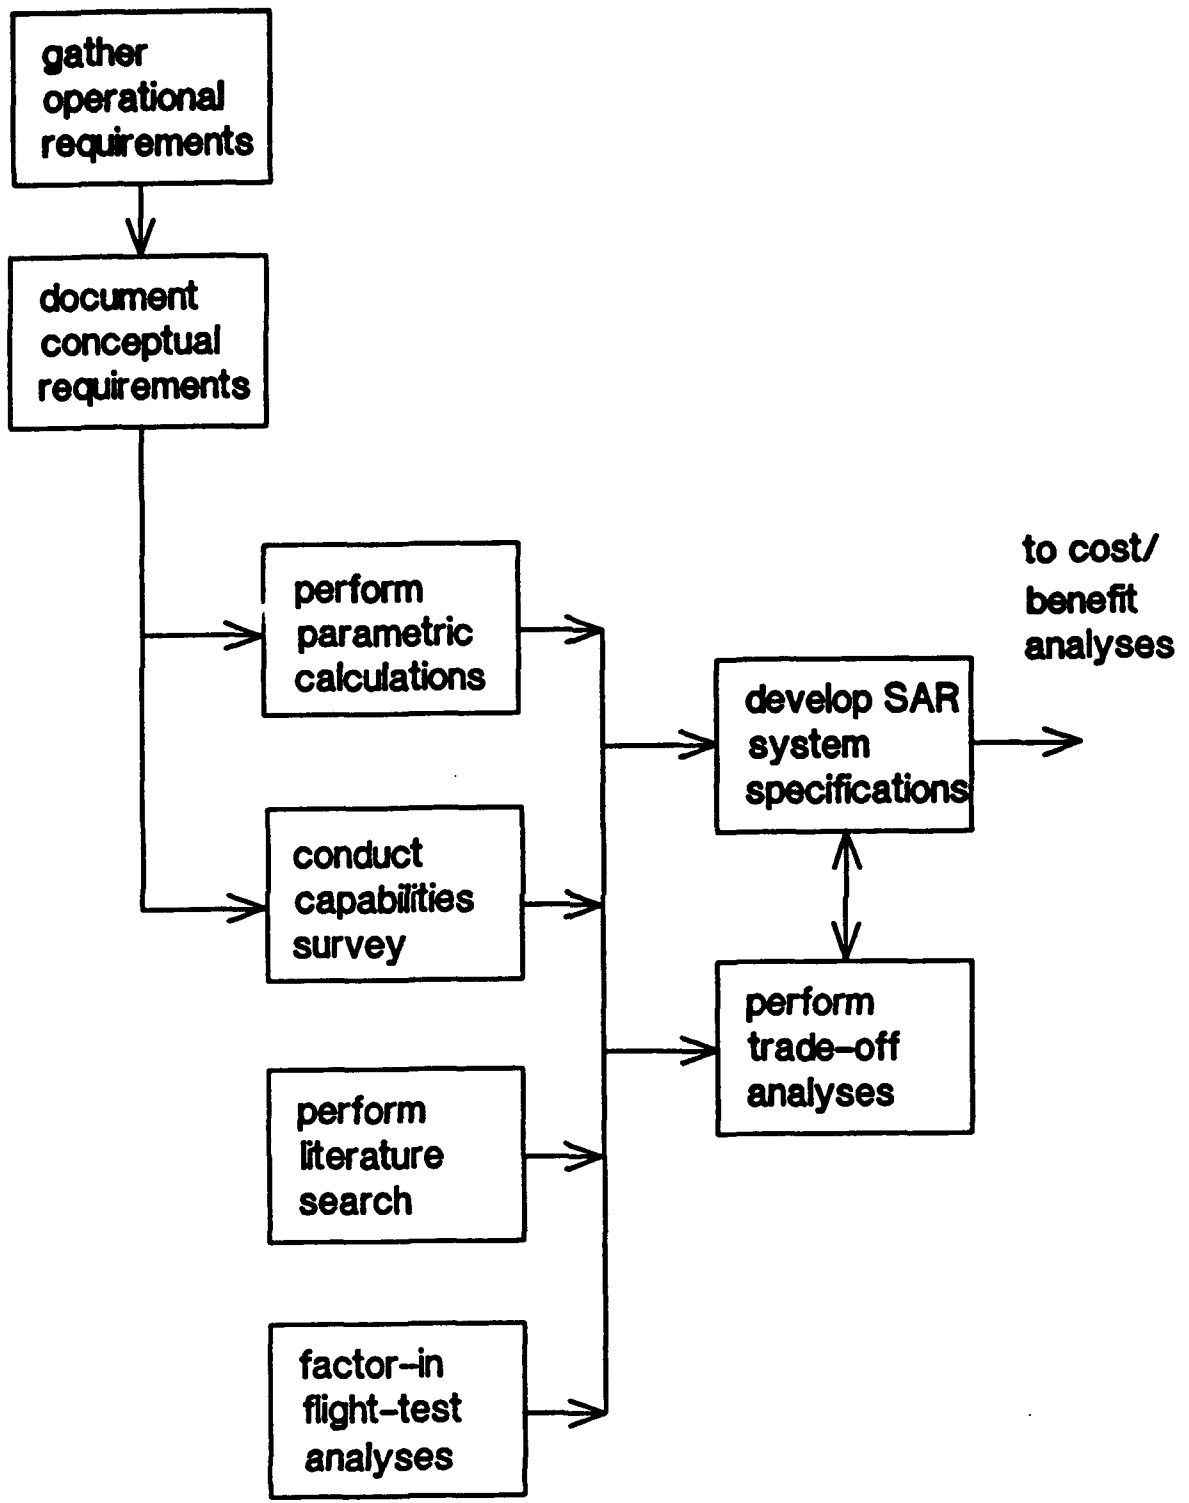 gather
operational
requirements
document
conceptual
requirements
perform
parametric
calculations
conduct
capabilities
survey
perform
literature
search
factor-in
flight-test
analyses
develop SAR
system
specifications
perform
trade-off
analyses
to cost/
benefit
analyses